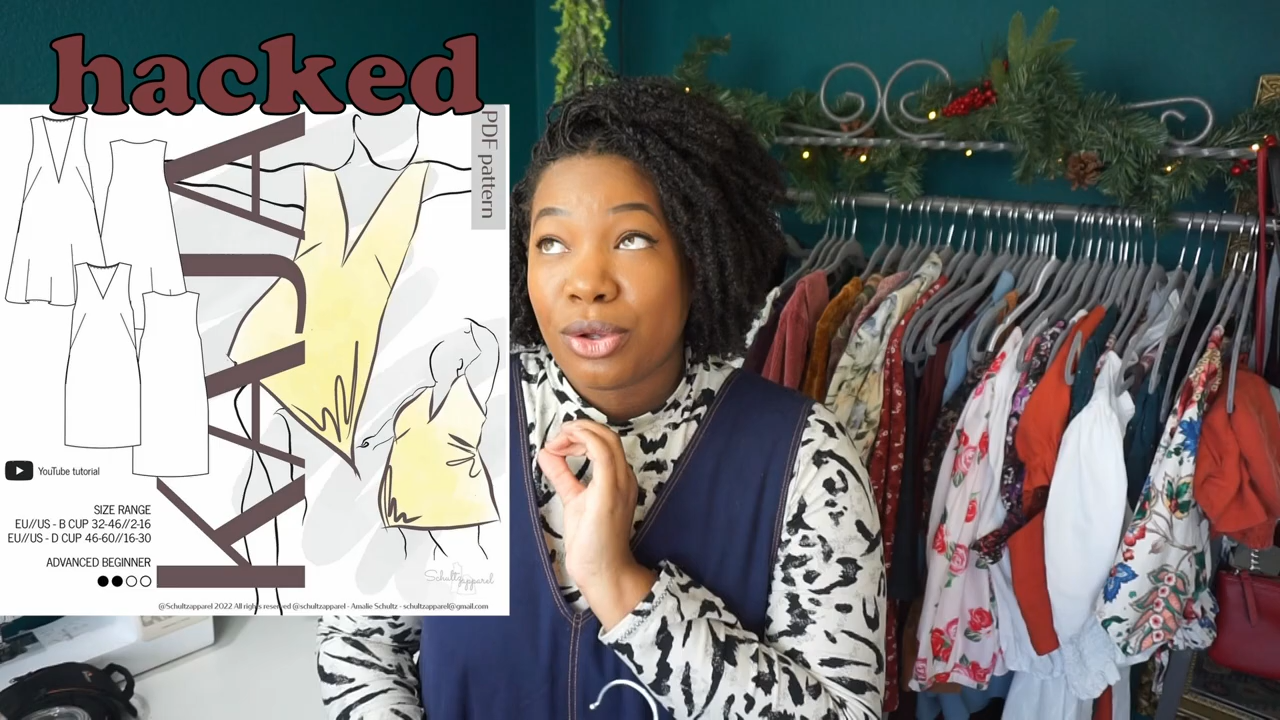 hacked
PDF pattern
KAJA
YouTube tutorial
SIZE RANGE
EU//US - B CUP 32-46//2-16
EU//US - D CUP 46-60//16-30
ADVANCED BEGINNER
Schultzapparel
@Schultzapparel 2022 All rights reserved @schultzapparel - Amalie Schultz - schultzapparel@gmail.com